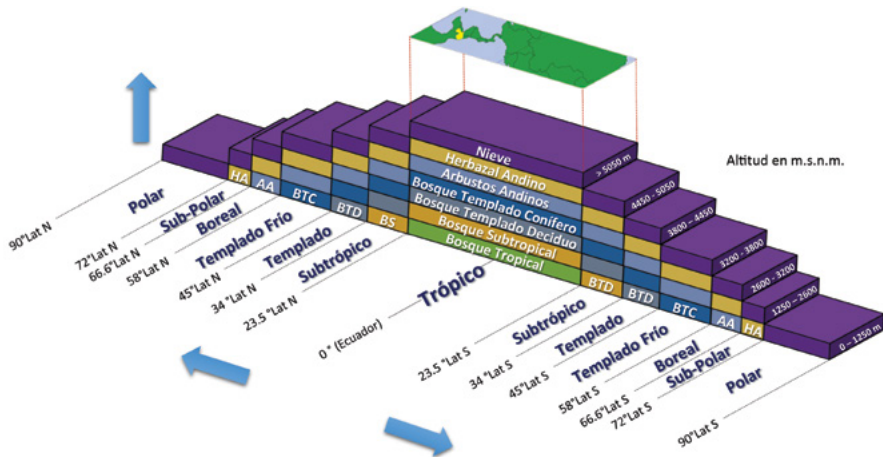 Nieve
Herbazal Andino
Arbustos Andinos
Bosque Templado Conífero
Bosque Templado Deciduo
Bosque Subtropical
Bosque Tropical
> 5050 m
4450 - 5050
3800 – 4450
3200 - 3800
2600 - 3200
1250 – 2600
0 – 1250 m
Altitud en m.s.n.m.
HA
AA
BTC
BTD
BS
BTD
BTD
BTC
AA
HA
90°Lat N
Polar
72°Lat N
Sub-Polar
66.6°Lat N
Boreal
58°Lat N
Templado Frío
45°Lat N
Templado
34 °Lat N
Subtrópico
23.5 °Lat N
Trópico
0 ° (Ecuador)
23.5 °Lat S
Subtrópico
34 °Lat S
Templado
45°Lat S
Templado Frío
58°Lat S
Boreal
66.6°Lat S
Sub-Polar
72°Lat S
Polar
90°Lat S